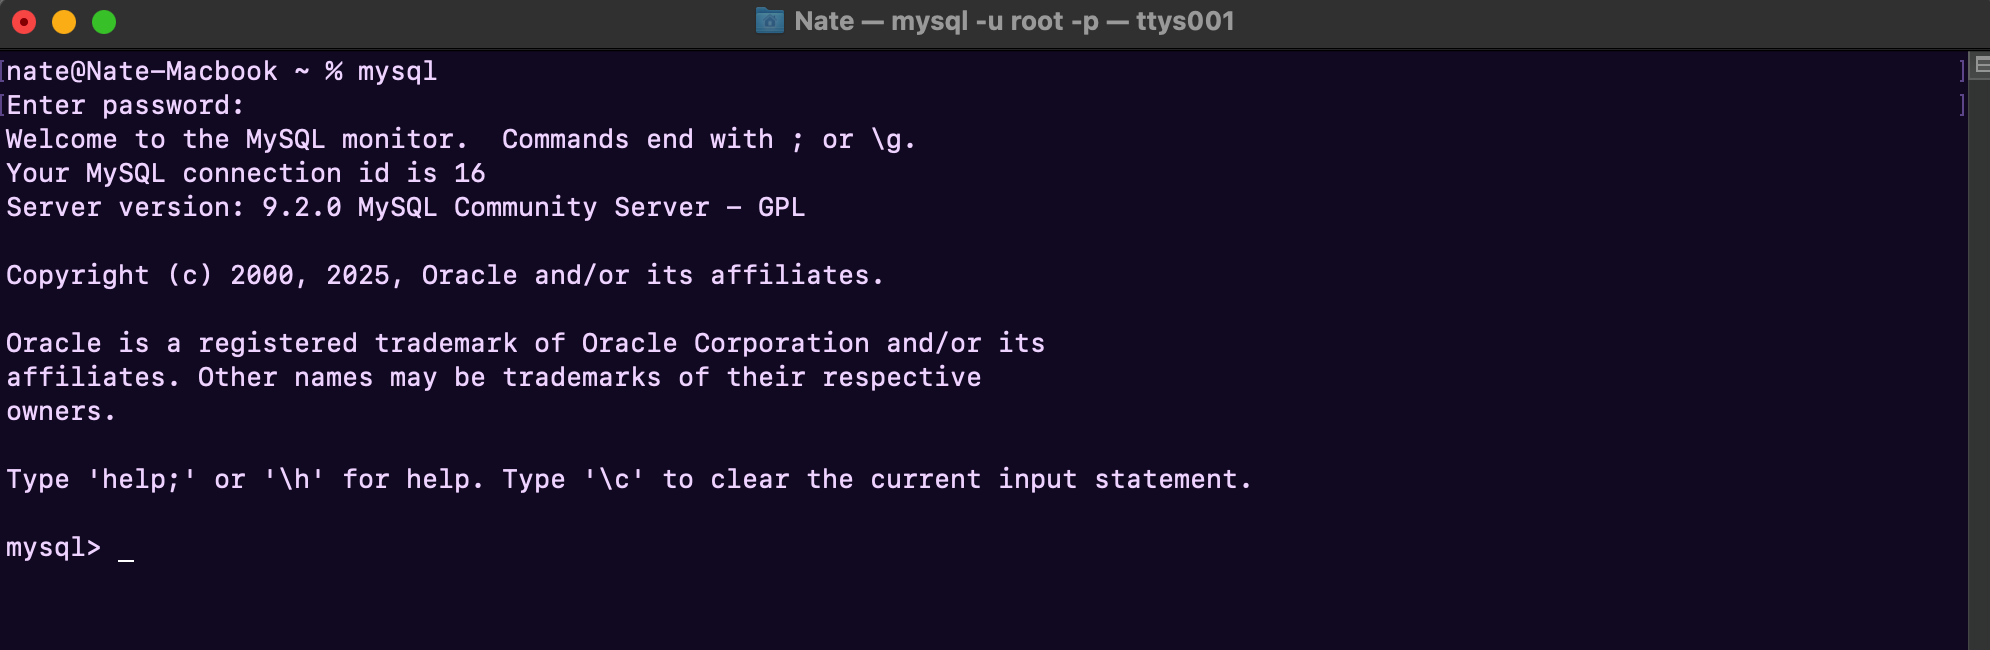 Nate — mysql -u root -p — ttys001
[nate@Nate-Macbook ~ % mysql ]
[Enter password: ]
Welcome to the MySQL monitor.  Commands end with ; or \g.
Your MySQL connection id is 16
Server version: 9.2.0 MySQL Community Server - GPL
Copyright (c) 2000, 2025, Oracle and/or its affiliates.
Oracle is a registered trademark of Oracle Corporation and/or its
affiliates. Other names may be trademarks of their respective
owners.
Type 'help;' or '\h' for help. Type '\c' to clear the current input statement.
mysql> _